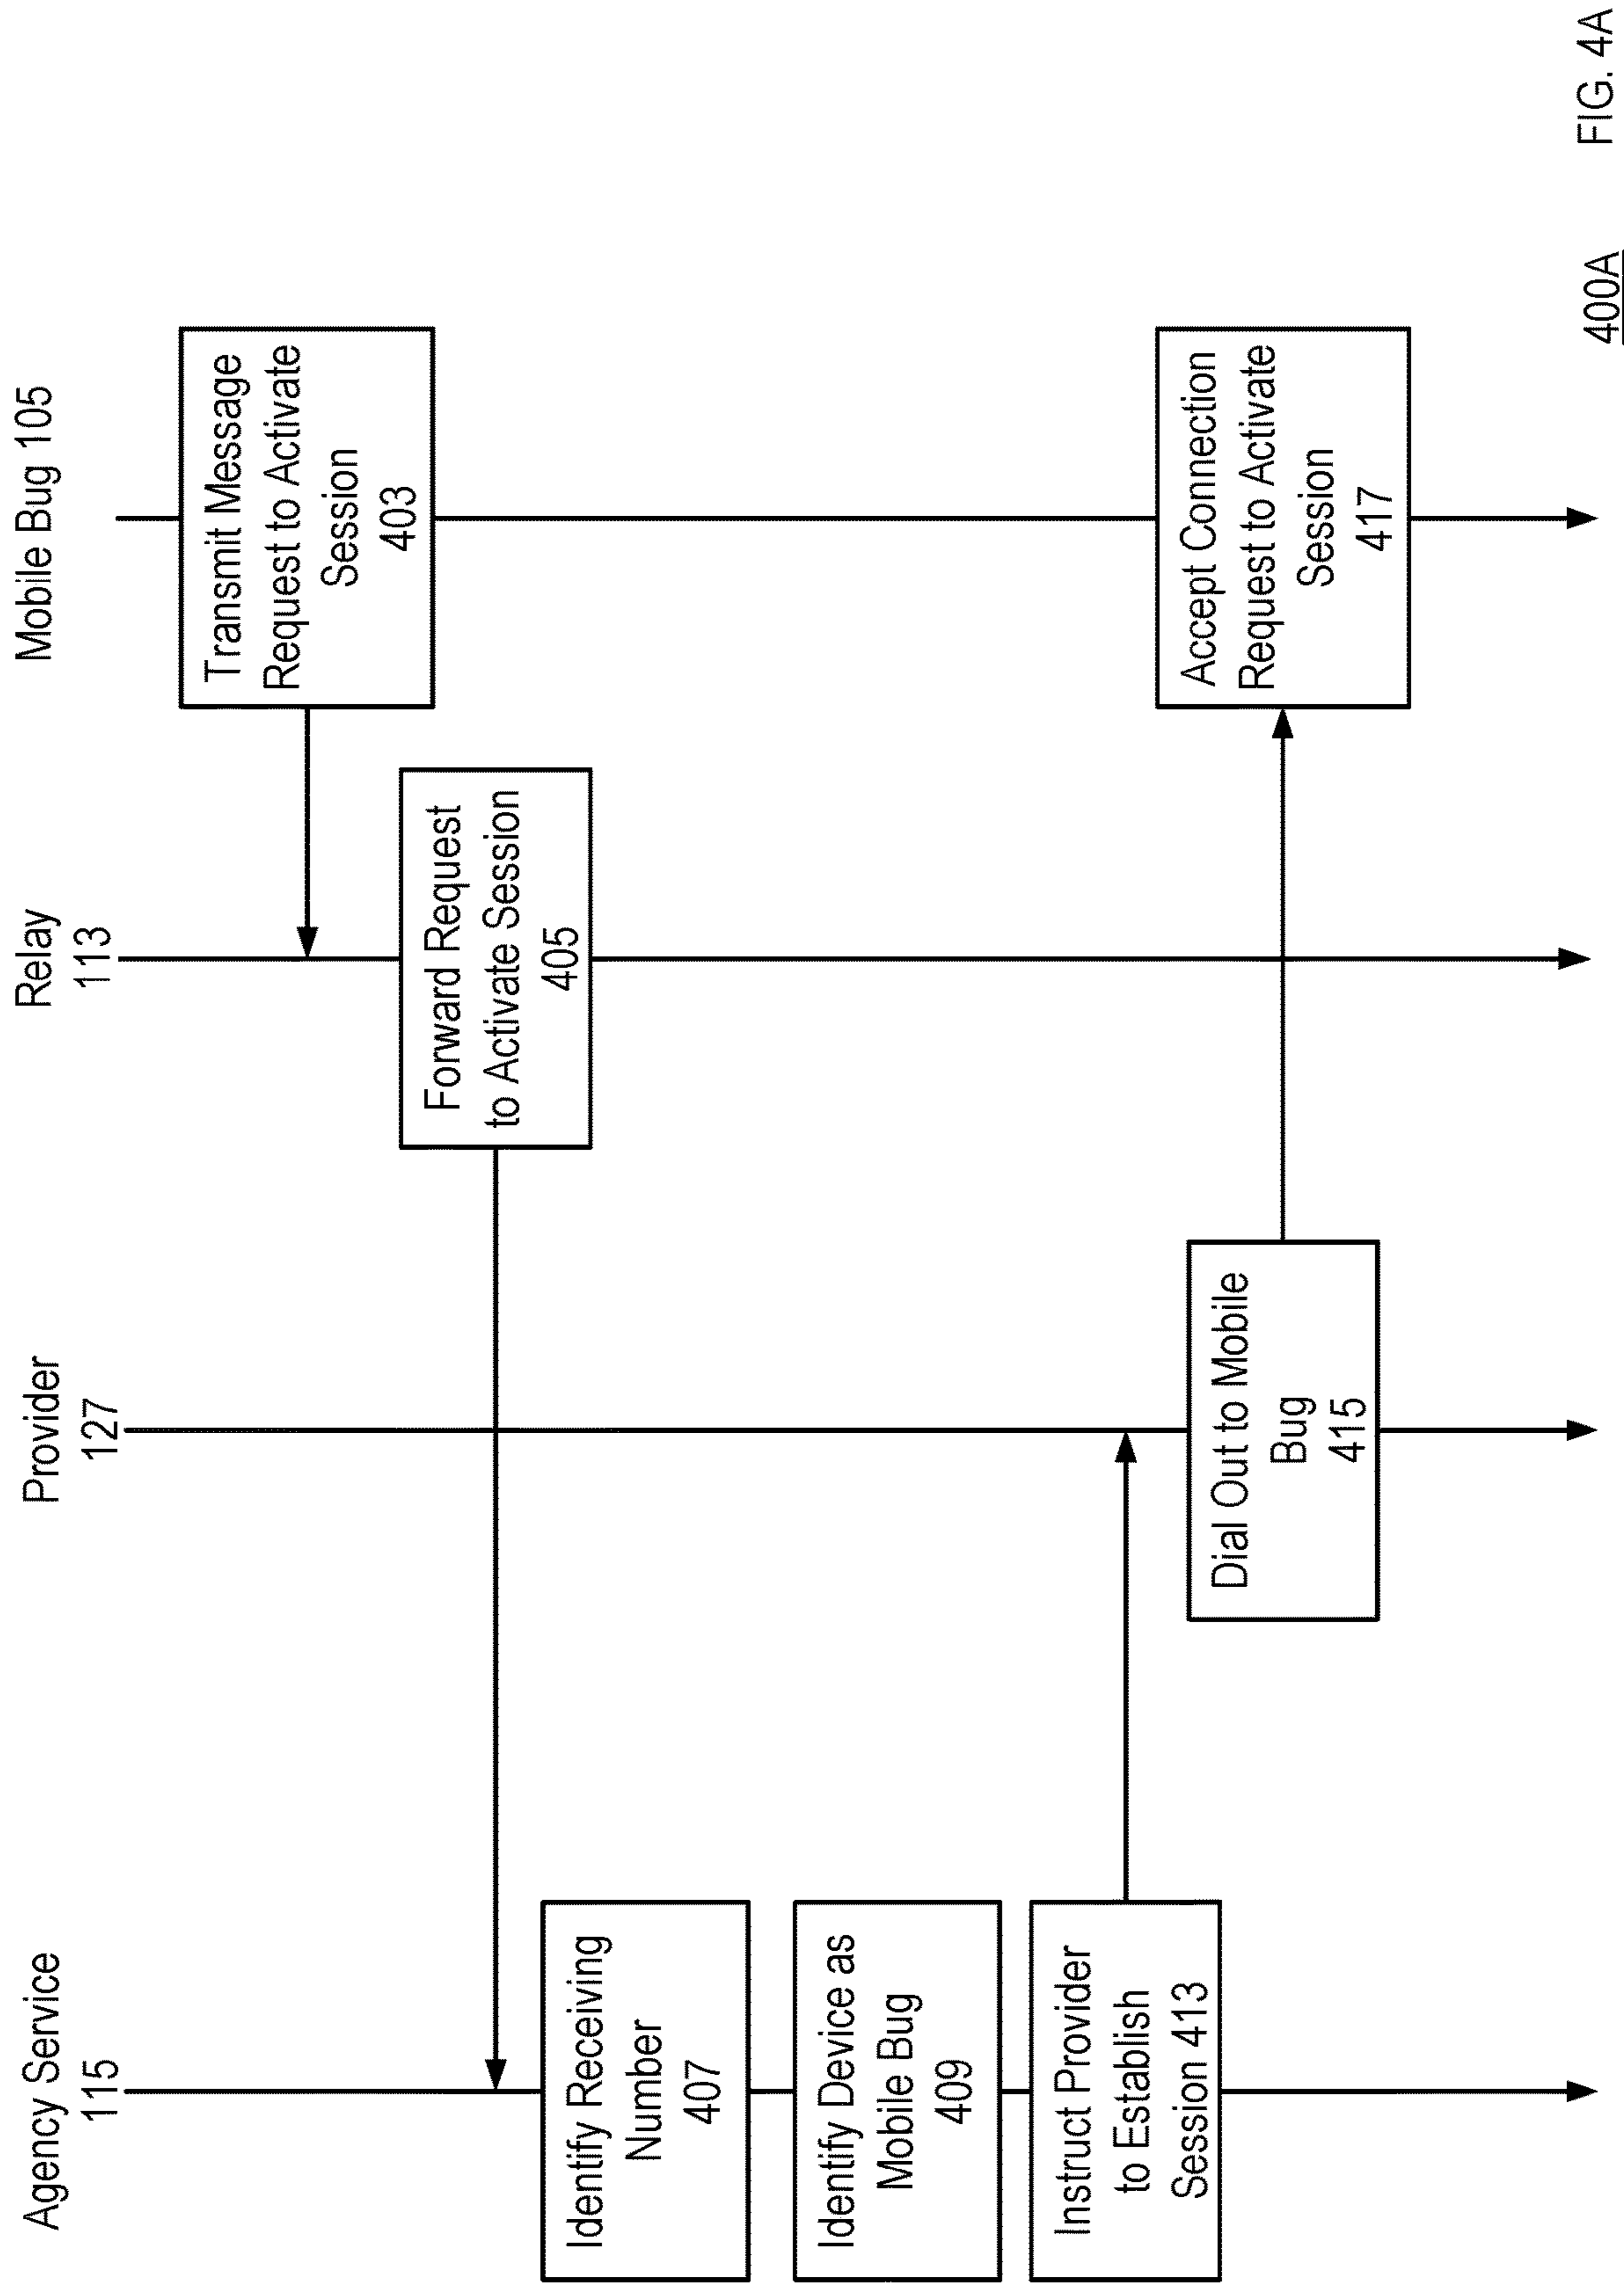 Agency Service
115
Provider
127
Relay
113
Mobile Bug 105
Transmit Message
Request to Activate
Session
403
Forward Request
to Activate Session
405
Identify Receiving
Number
407
Identify Device as
Mobile Bug
409
Instruct Provider
to Establish
Session 413
Dial Out to Mobile
Bug
415
Accept Connection
Request to Activate
Session
417
400A
FIG. 4A